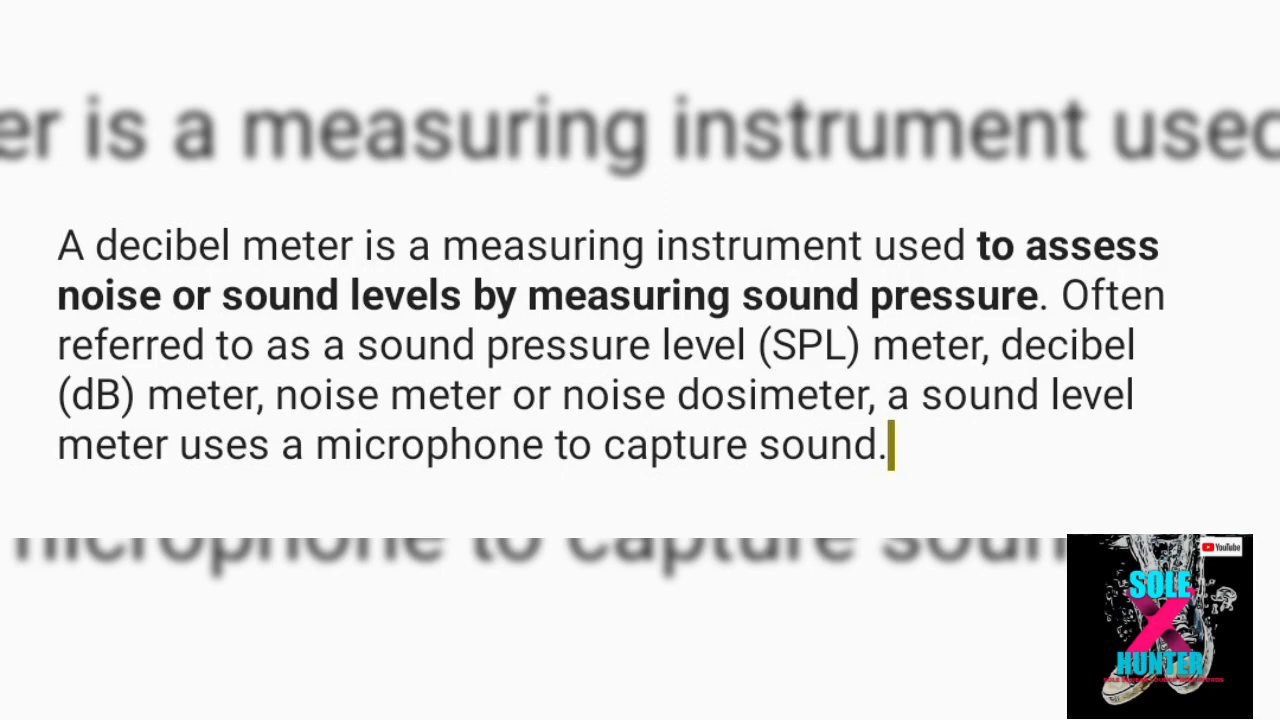 er is a measuring instrument used
A decibel meter is a measuring instrument used to assess
noise or sound levels by measuring sound pressure. Often
referred to as a sound pressure level (SPL) meter, decibel
(dB) meter, noise meter or noise dosimeter, a sound level
meter uses a microphone to capture sound.
microphone to capture soun
YouTube
SOLE
X
HUNTER